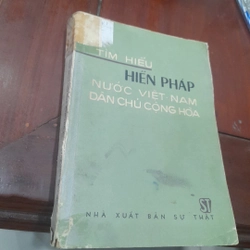 TÌM HIỂU
HIẾN PHÁP
NƯỚC VIỆT NAM
DÂN CHỦ CỘNG HÒA
ST
NHÀ XUẤT BẢN SỰ THẬT